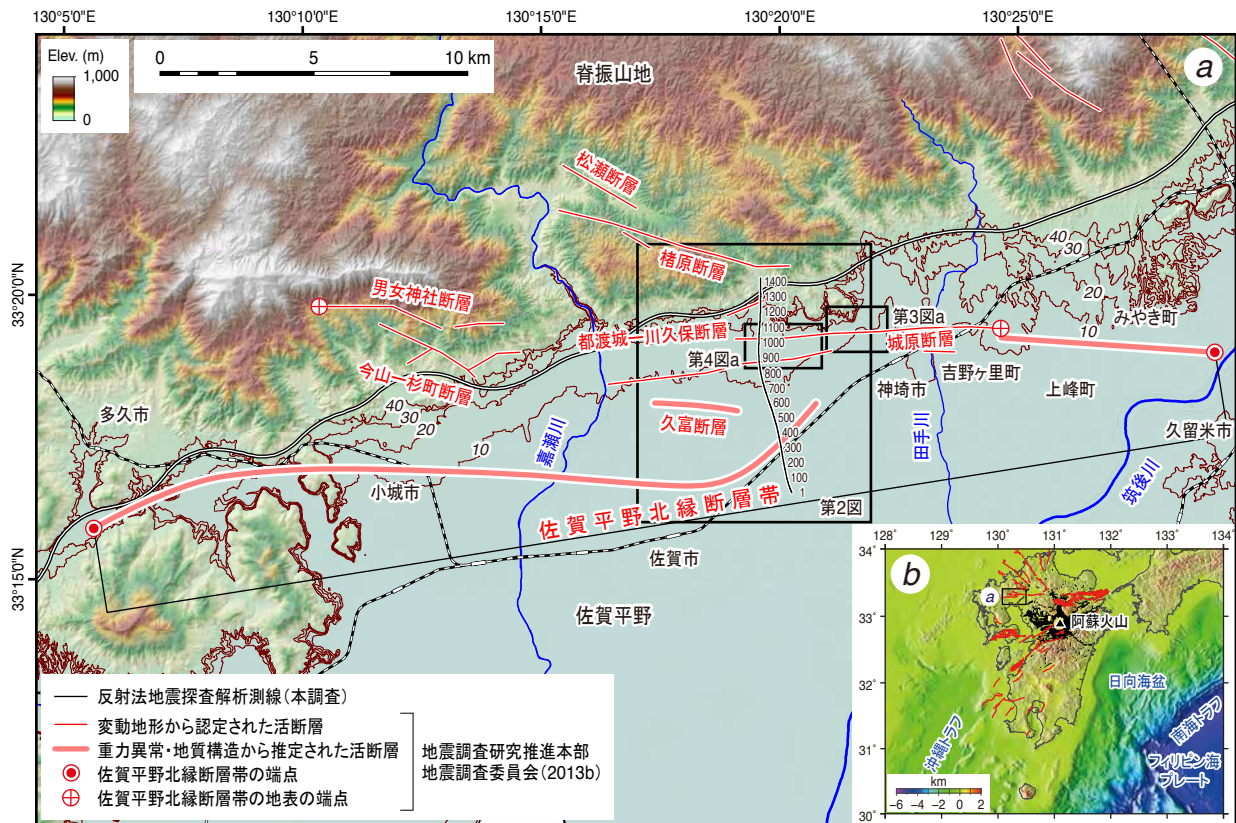 130°5'0"E
130°10'0"E
130°15'0"E
130°20'0"E
130°25'0"E
Elev. (m)
1,000
0
0
5
10 km
脊振山地
a
松瀬断層
楮原断層
33°20'0"N
男女神社断層
都渡城ー川久保断層
今山ー杉町断層
1400
1300
1200
1100
1000
900
800
700
600
500
400
300
200
100
1
40
30
20
10
みやき町
第3図a
城原断層
第4図a
吉野ヶ里町
神埼市
上峰町
久富断層
多久市
40
30
20
10
嘉瀬川
田手川
久留米市
筑後川
小城市
佐賀平野北縁断層帯
第2図
33°15'0"N
佐賀市
佐賀平野
反射法地震探査解析測線(本調査)
変動地形から認定された活断層
重力異常・地質構造から推定された活断層
佐賀平野北縁断層帯の端点
佐賀平野北縁断層帯の地表の端点
地震調査研究推進本部
地震調査委員会(2013b)
128°
129°
130°
131°
132°
133°
134°
34°
33°
32°
31°
30°
b
a
阿蘇火山
日向海盆
南海トラフ
沖縄トラフ
フィリピン海
プレート
km
−6
−4
−2
0
2